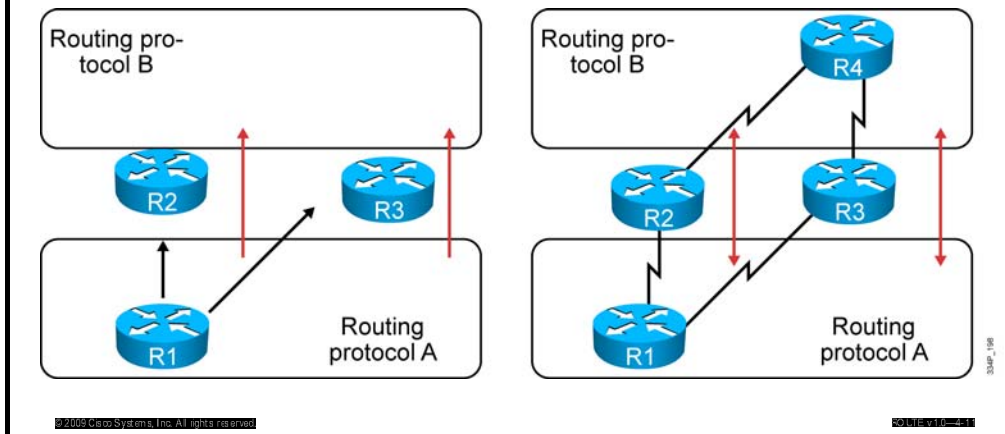 Routing pro-
tocol B
R2
R3
R1
Routing
protocol A
Routing pro-
tocol B
R4
R2
R3
R1
Routing
protocol A
334P_198
© 2009 Cisco Systems, Inc. All rights reserved.
ROUTE v1.0—4-11